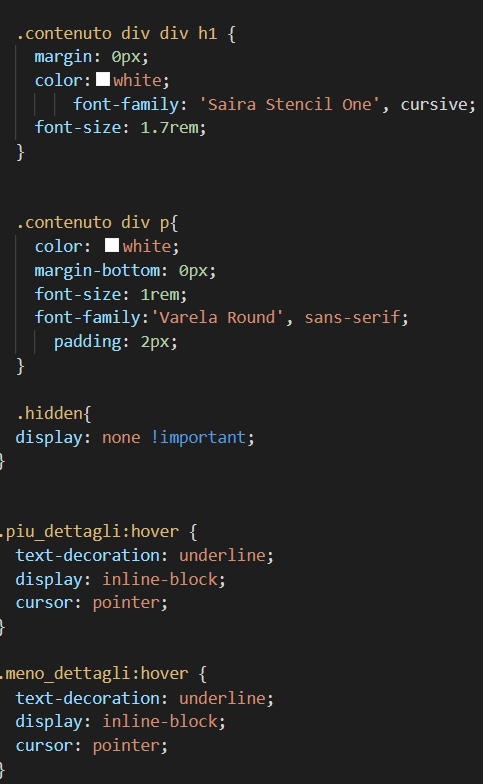 .contenuto div div h1 {
margin: 0px;
color: white;
font-family: 'Saira Stencil One', cursive;
font-size: 1.7rem;
}
.contenuto div p{
color: white;
margin-bottom: 0px;
font-size: 1rem;
font-family:'Varela Round', sans-serif;
padding: 2px;
}
.hidden{
display: none !important;
}
.piu_dettagli:hover {
text-decoration: underline;
display: inline-block;
cursor: pointer;
}
.meno_dettagli:hover {
text-decoration: underline;
display: inline-block;
cursor: pointer;
}